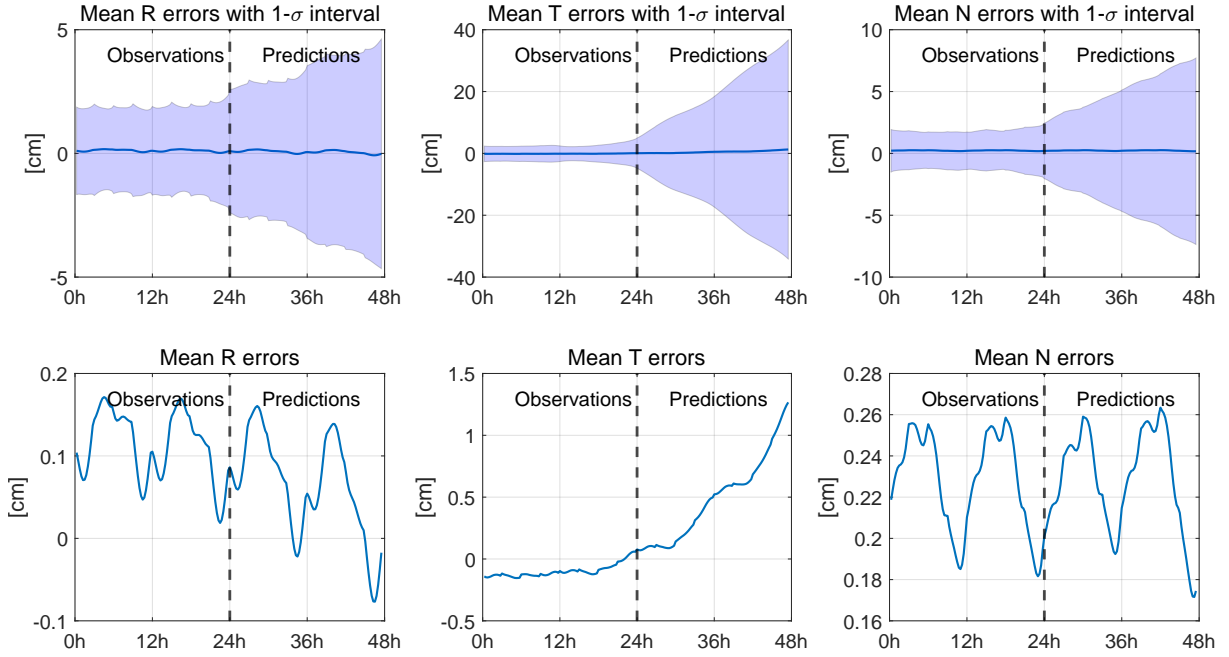 Mean R errors with 1-σ interval
5
0
-5
[cm]
Observations
Predictions
0h 12h 24h 36h 48h
Mean T errors with 1-σ interval
40
20
0
-20
-40
[cm]
Observations
Predictions
0h 12h 24h 36h 48h
Mean N errors with 1-σ interval
10
5
0
-5
-10
[cm]
Observations
Predictions
0h 12h 24h 36h 48h
Mean R errors
0.2
0.1
0
-0.1
[cm]
Observations
Predictions
0h 12h 24h 36h 48h
Mean T errors
1.5
1
0.5
0
-0.5
[cm]
Observations
Predictions
0h 12h 24h 36h 48h
Mean N errors
0.28
0.26
0.24
0.22
0.2
0.18
0.16
[cm]
Observations
Predictions
0h 12h 24h 36h 48h